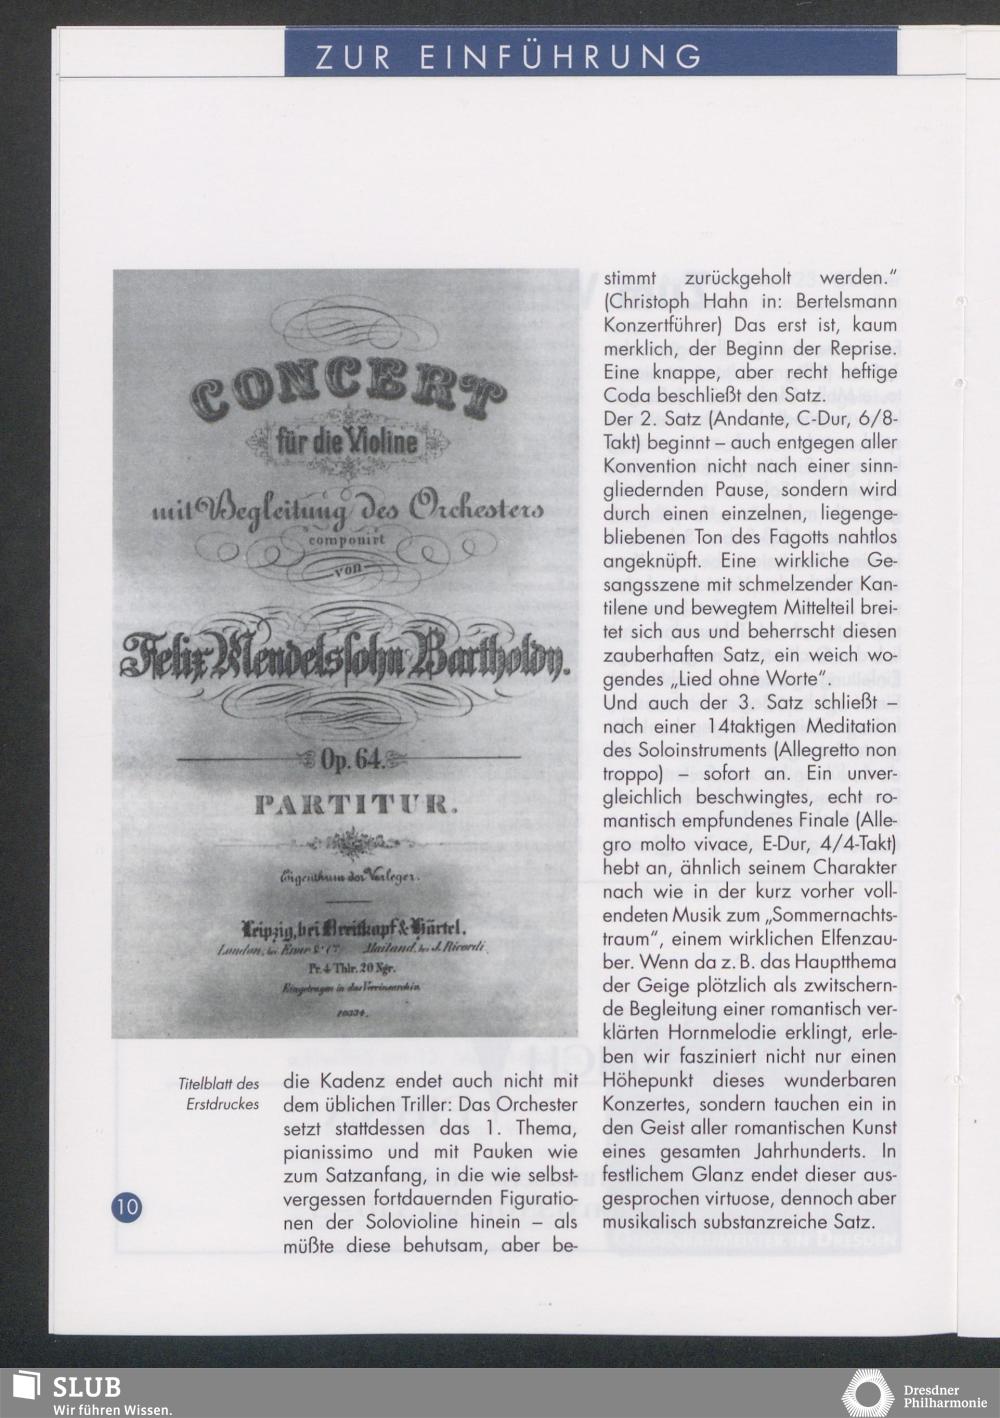 ZUR EINFÜHRUNG
CONCERT
für die Violine
mit Begleitung des Orchesters
componirt
von
Felix Mendelssohn Bartholdy.
Op. 64.
PARTITUR.
Eigenthum der Verleger.
Leipzig, bei Breitkopf & Härtel.
London, bei Ewer & Co. Mailand, bei J. Ricordi.
Pr. 4 Thlr. 20 Ngr.
Eingetragen in das Vereinsarchiv.
Titelblatt des
Erstdruckes
die Kadenz endet auch nicht mit
dem üblichen Triller: Das Orchester
setzt stattdessen das 1. Thema,
pianissimo und mit Pauken wie
zum Satzanfang, in die wie selbst-
vergessen fortdauernden Figuratio-
nen der Solovioline hinein – als
müßte diese behutsam, aber be-
stimmt zurückgeholt werden.“
(Christoph Hahn in: Bertelsmann
Konzertführer) Das erst ist, kaum
merklich, der Beginn der Reprise.
Eine knappe, aber recht heftige
Coda beschließt den Satz.
Der 2. Satz (Andante, C-Dur, 6/8-
Takt) beginnt – auch entgegen aller
Konvention nicht nach einer sinn-
gliedernden Pause, sondern wird
durch einen einzelnen, liegenge-
bliebenen Ton des Fagotts nahtlos
angeknüpft. Eine wirkliche Ge-
sangsszene mit schmelzender Kan-
tilene und bewegtem Mittelteil brei-
tet sich aus und beherrscht diesen
zauberhaften Satz, ein weich wo-
gendes „Lied ohne Worte“.
Und auch der 3. Satz schließt –
nach einer 14taktigen Meditation
des Soloinstruments (Allegretto non
troppo) – sofort an. Ein unver-
gleichlich beschwingtes, echt ro-
mantisch empfundenes Finale (Alle-
gro molto vivace, E-Dur, 4/4-Takt)
hebt an, ähnlich seinem Charakter
nach wie in der kurz vorher voll-
endeten Musik zum „Sommernachts-
traum“, einem wirklichen Elfenzau-
ber. Wenn da z. B. das Hauptthema
der Geige plötzlich als zwitschern-
de Begleitung einer romantisch ver-
klärten Hornmelodie erklingt, erle-
ben wir fasziniert nicht nur einen
Höhepunkt dieses wunderbaren
Konzertes, sondern tauchen ein in
den Geist aller romantischen Kunst
eines gesamten Jahrhunderts. In
festlichem Glanz endet dieser aus-
gesprochen virtuose, dennoch aber
musikalisch substanzreiche Satz.
10
SLUB
Wir führen Wissen.
Dresdner
Philharmonie